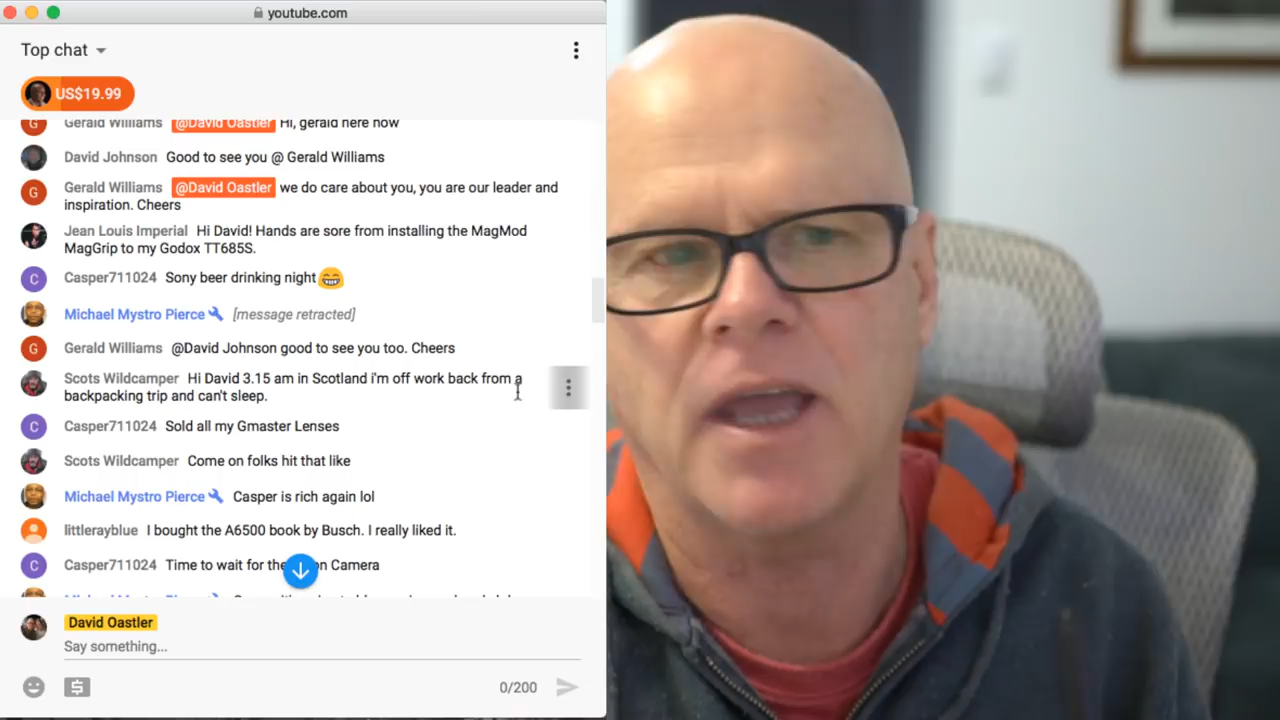 youtube.com
Top chat
US$19.99
G Gerald Williams @David Oastler Hi, gerald here now
David Johnson Good to see you @ Gerald Williams
G Gerald Williams @David Oastler we do care about you, you are our leader and
inspiration. Cheers
Jean Louis Imperial Hi David! Hands are sore from installing the MagMod
MagGrip to my Godox TT685S.
C Casper711024 Sony beer drinking night
Michael Mystro Pierce [message retracted]
G Gerald Williams @David Johnson good to see you too. Cheers
Scots Wildcamper Hi David 3.15 am in Scotland i'm off work back from a
backpacking trip and can't sleep.
C Casper711024 Sold all my Gmaster Lenses
Scots Wildcamper Come on folks hit that like
Michael Mystro Pierce Casper is rich again lol
littlerayblue I bought the A6500 book by Busch. I really liked it.
C Casper711024 Time to wait for the Camera
Michael Mystro Pierce
David Oastler
Say something...
0/200